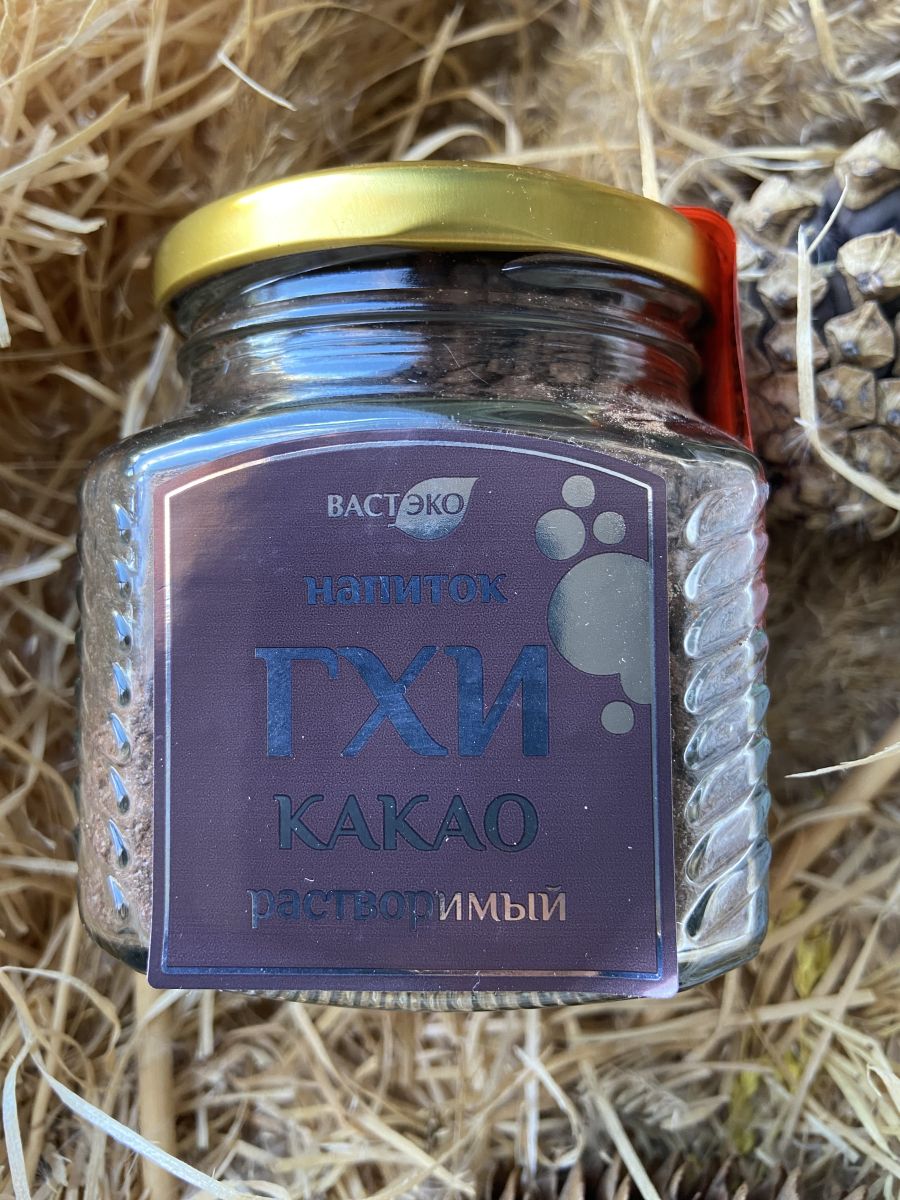 ВАСТЭКО
напиток
ГХИ
КАКАО
растворимый